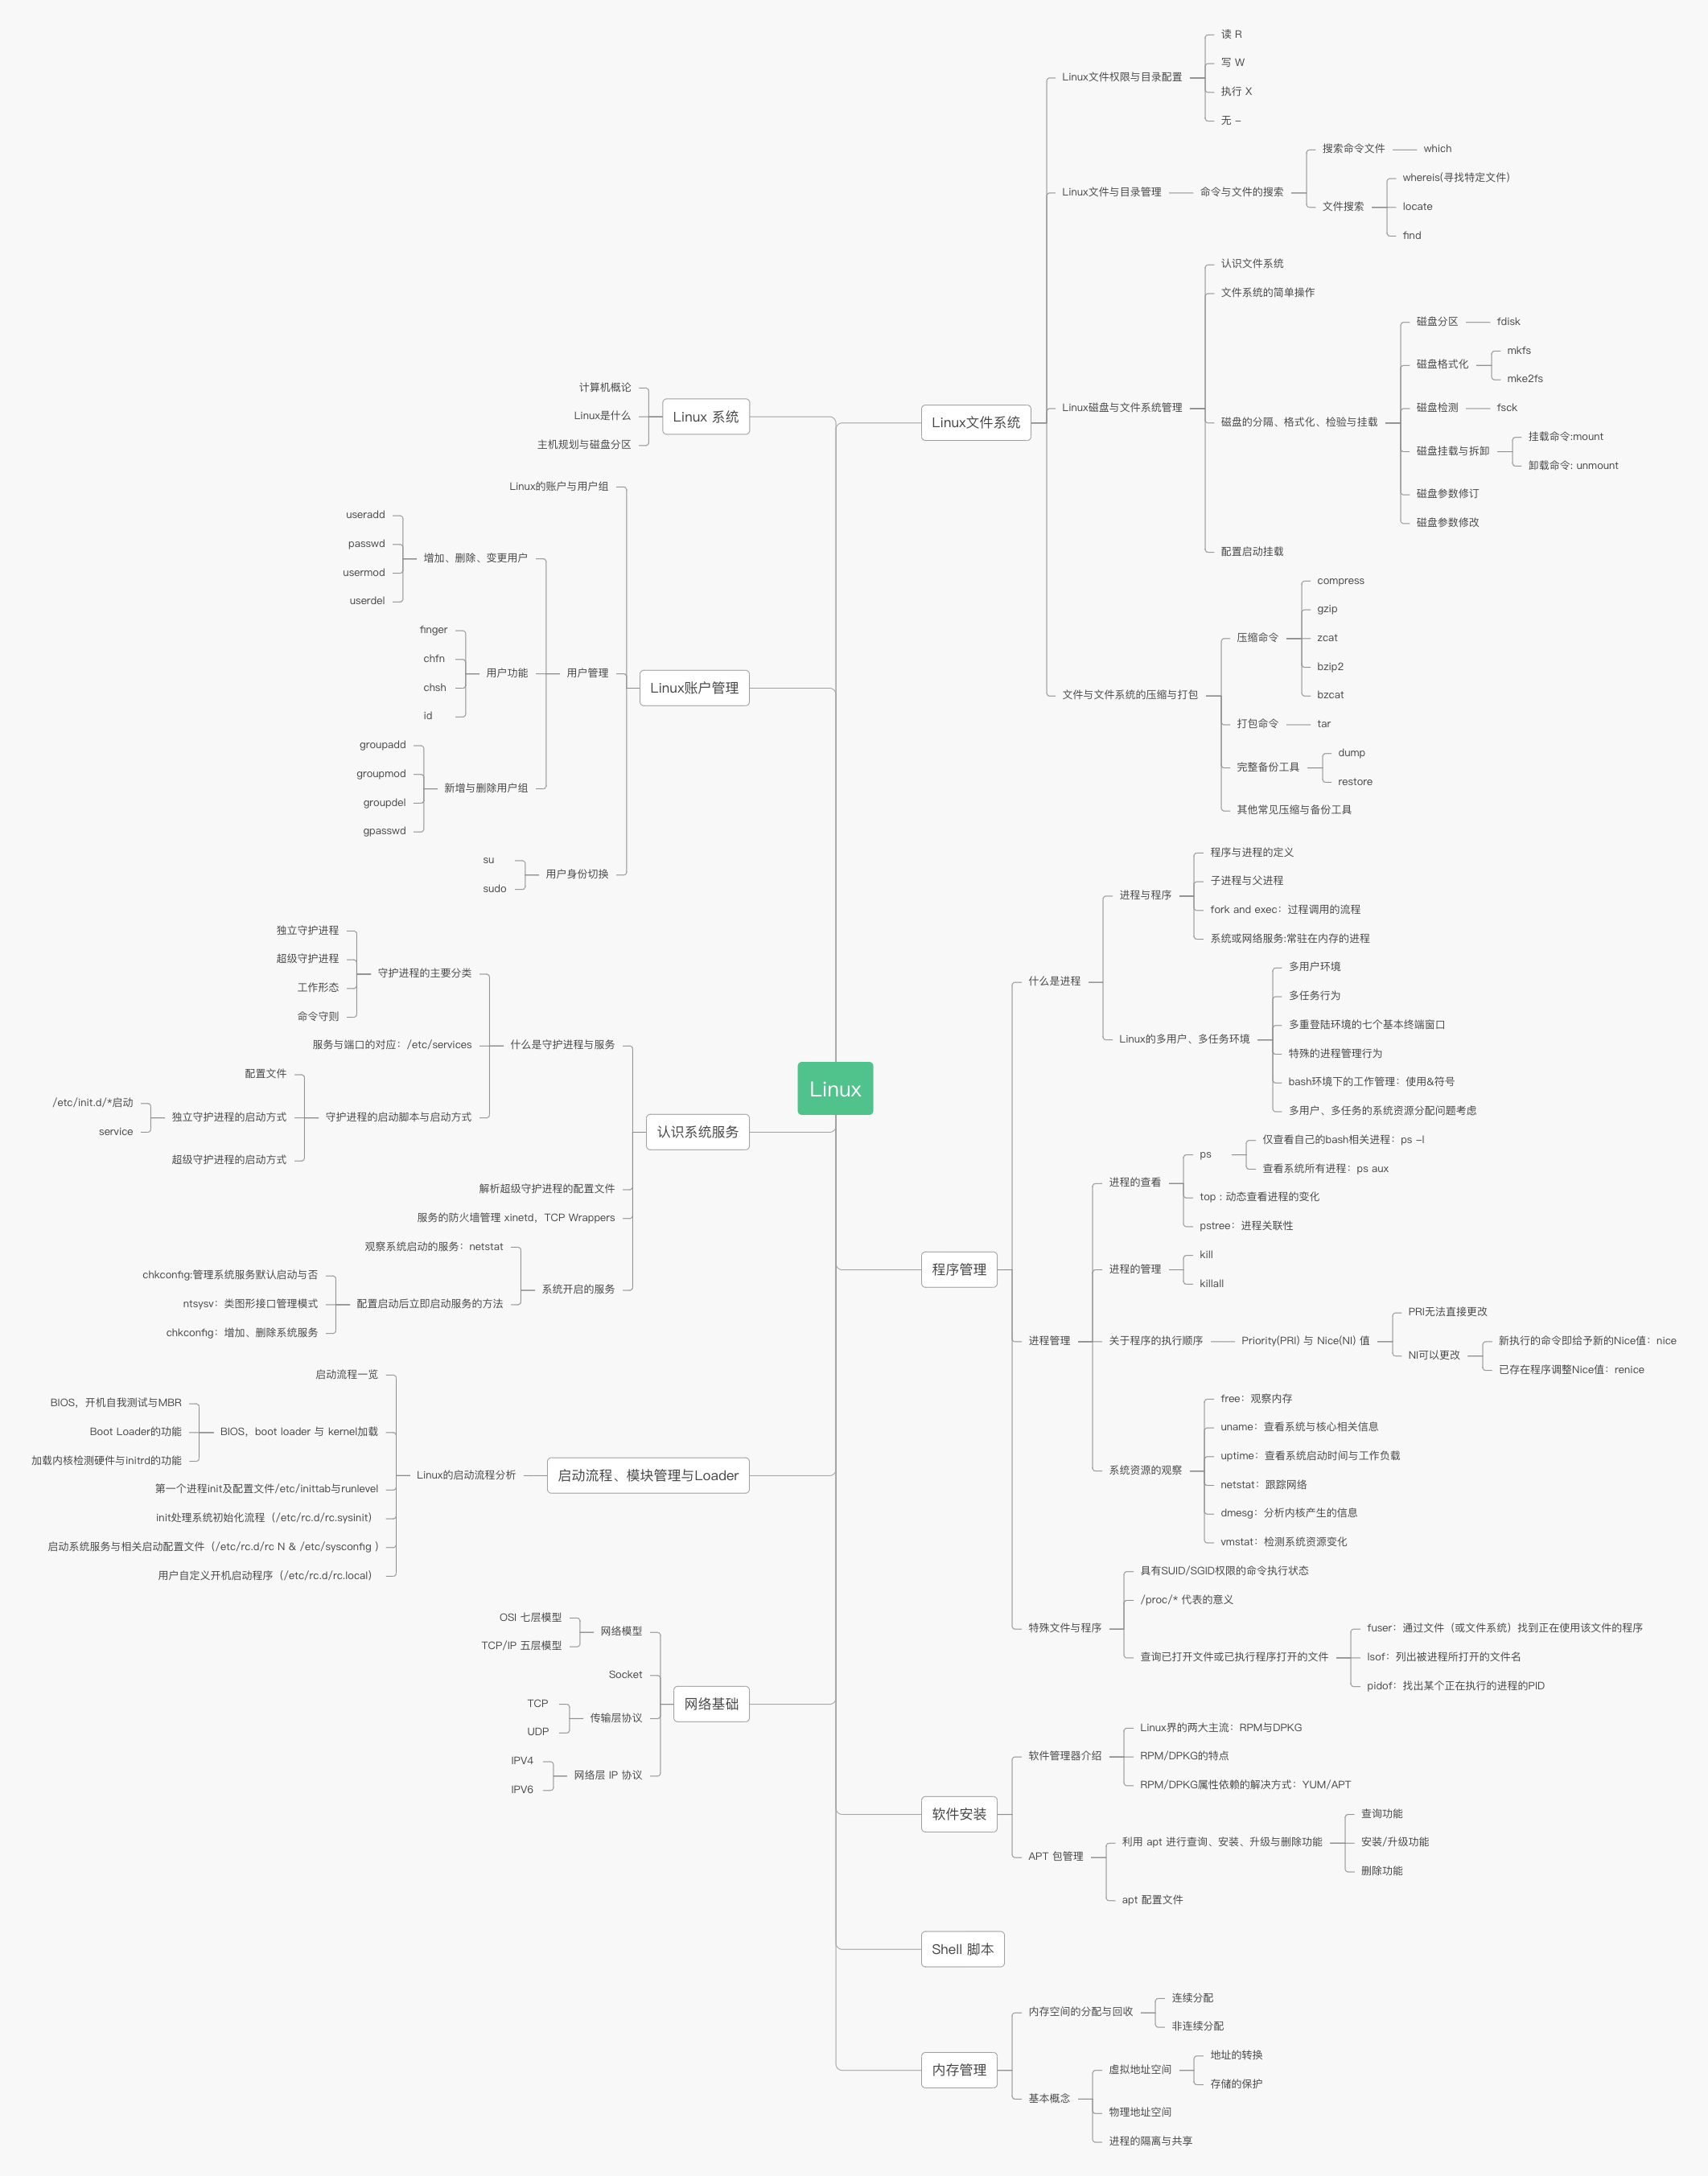 Linux
Linux 系统
计算机概论
Linux是什么
主机规划与磁盘分区
Linux账户管理
Linux的账户与用户组
用户管理
增加、删除、变更用户
useradd
passwd
usermod
userdel
用户功能
finger
chfn
chsh
id
新增与删除用户组
groupadd
groupmod
groupdel
gpasswd
用户身份切换
su
sudo
认识系统服务
什么是守护进程与服务
守护进程的主要分类
独立守护进程
超级守护进程
工作形态
命令守则
服务与端口的对应：/etc/services
守护进程的启动脚本与启动方式
配置文件
独立守护进程的启动方式
/etc/init.d/*启动
service
超级守护进程的启动方式
解析超级守护进程的配置文件
服务的防火墙管理 xinetd，TCP Wrappers
系统开启的服务
观察系统启动的服务：netstat
配置启动后立即启动服务的方法
chkconfig:管理系统服务默认启动与否
ntsysv：类图形接口管理模式
chkconfig：增加、删除系统服务
启动流程、模块管理与Loader
Linux的启动流程分析
启动流程一览
BIOS，boot loader 与 kernel加载
BIOS，开机自我测试与MBR
Boot Loader的功能
加载内核检测硬件与initrd的功能
第一个进程init及配置文件/etc/inittab与runlevel
init处理系统初始化流程（/etc/rc.d/rc.sysinit）
启动系统服务与相关启动配置文件（/etc/rc.d/rc N & /etc/sysconfig ）
用户自定义开机启动程序（/etc/rc.d/rc.local）
网络基础
网络模型
OSI 七层模型
TCP/IP 五层模型
Socket
传输层协议
TCP
UDP
网络层 IP 协议
IPV4
IPV6
Linux文件系统
Linux文件权限与目录配置
读 R
写 W
执行 X
无 -
Linux文件与目录管理
命令与文件的搜索
搜索命令文件
which
文件搜索
whereis(寻找特定文件)
locate
find
Linux磁盘与文件系统管理
认识文件系统
文件系统的简单操作
磁盘的分隔、格式化、检验与挂载
磁盘分区
fdisk
磁盘格式化
mkfs
mke2fs
磁盘检测
fsck
磁盘挂载与拆卸
挂载命令:mount
卸载命令: unmount
磁盘参数修订
磁盘参数修改
配置启动挂载
文件与文件系统的压缩与打包
压缩命令
compress
gzip
zcat
bzip2
bzcat
打包命令
tar
完整备份工具
dump
restore
其他常见压缩与备份工具
程序管理
什么是进程
进程与程序
程序与进程的定义
子进程与父进程
fork and exec：过程调用的流程
系统或网络服务:常驻在内存的进程
Linux的多用户、多任务环境
多用户环境
多任务行为
多重登陆环境的七个基本终端窗口
特殊的进程管理行为
bash环境下的工作管理：使用&符号
多用户、多任务的系统资源分配问题考虑
进程管理
进程的查看
ps
仅查看自己的bash相关进程：ps -l
查看系统所有进程：ps aux
top : 动态查看进程的变化
pstree：进程关联性
进程的管理
kill
killall
关于程序的执行顺序
Priority(PRI) 与 Nice(NI) 值
PRI无法直接更改
NI可以更改
新执行的命令即给予新的Nice值：nice
已存在程序调整Nice值：renice
系统资源的观察
free：观察内存
uname：查看系统与核心相关信息
uptime：查看系统启动时间与工作负载
netstat：跟踪网络
dmesg：分析内核产生的信息
vmstat：检测系统资源变化
特殊文件与程序
具有SUID/SGID权限的命令执行状态
/proc/* 代表的意义
查询已打开文件或已执行程序打开的文件
fuser：通过文件（或文件系统）找到正在使用该文件的程序
lsof：列出被进程所打开的文件名
pidof：找出某个正在执行的进程的PID
软件安装
软件管理器介绍
Linux界的两大主流：RPM与DPKG
RPM/DPKG的特点
RPM/DPKG属性依赖的解决方式：YUM/APT
APT 包管理
利用 apt 进行查询、安装、升级与删除功能
查询功能
安装/升级功能
删除功能
apt 配置文件
Shell 脚本
内存管理
内存空间的分配与回收
连续分配
非连续分配
基本概念
虚拟地址空间
地址的转换
存储的保护
物理地址空间
进程的隔离与共享